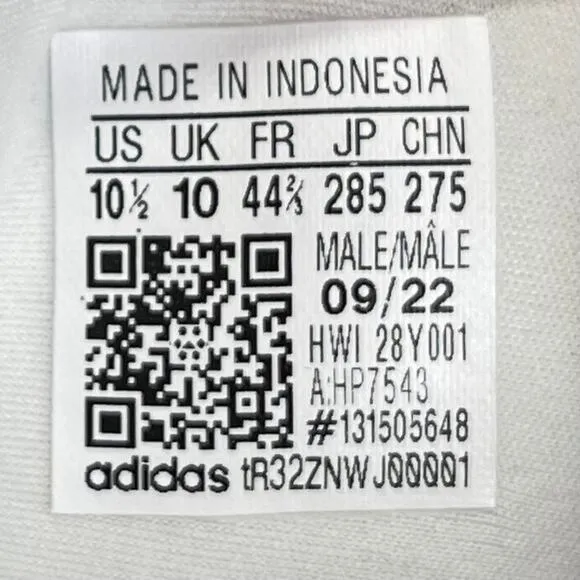 MADE IN INDONESIA
US UK FR JP CHN
10½ 10 44⅔ 285 275
MALE/MÂLE
09/22
HWI 28Y001
A:HP7543
#131505648
adidas tR32ZNWJ00001